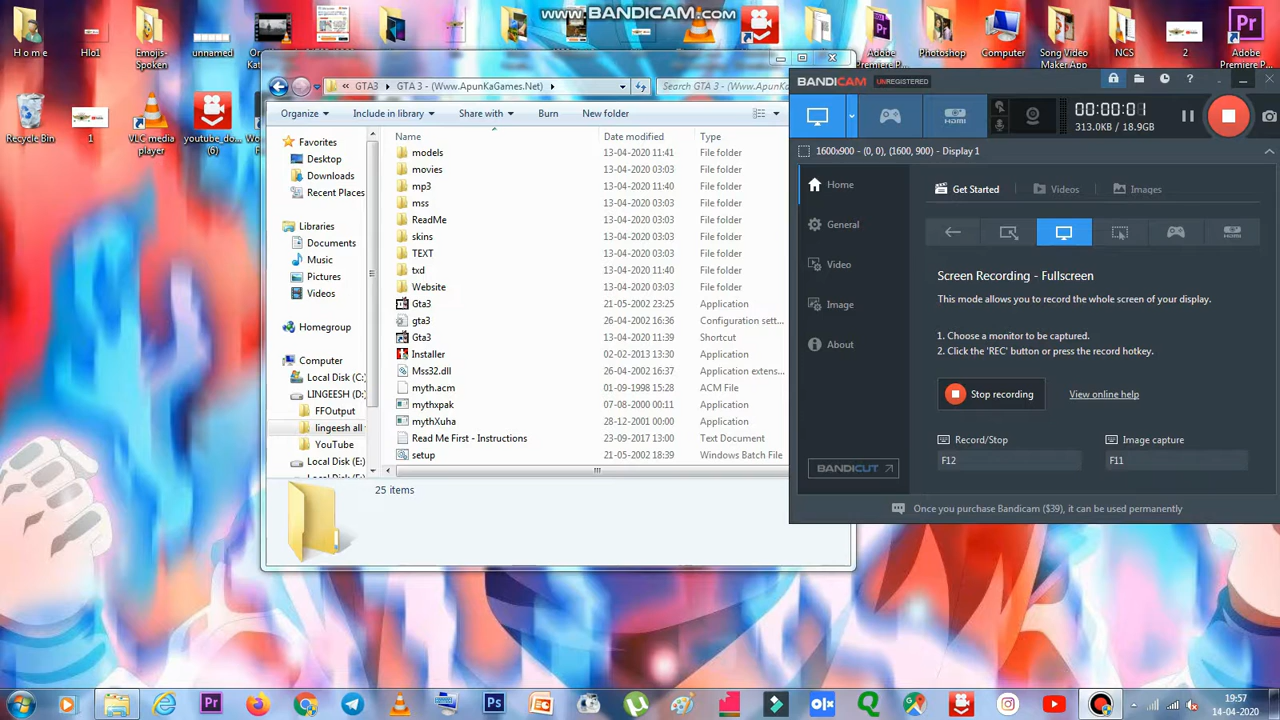 www.BANDICAM.com
Home
Hlo1
Emojis-
Spoken
unnamed
Recycle Bin
1
VLC media
player
youtube_do...
(6)
Adobe
Photoshop
Computer
Song Video
Maker App
NCS
2
Adobe
Premiere P...
GTA3
GTA 3 - (Www.ApunKaGames.Net)
Search GTA 3 - (Www.ApunKa
Organize
Include in library
Share with
Burn
New folder
Favorites
Desktop
Downloads
Recent Places
Libraries
Documents
Music
Pictures
Videos
Homegroup
Computer
Local Disk (C:)
LINGEESH (D:
FFOutput
lingeesh all
YouTube
Local Disk (E:)
Name Date modified Type
models 13-04-2020 11:41 File folder
movies 13-04-2020 03:03 File folder
mp3 13-04-2020 11:40 File folder
mss 13-04-2020 03:03 File folder
ReadMe 13-04-2020 03:03 File folder
skins 13-04-2020 03:03 File folder
TEXT 13-04-2020 03:03 File folder
txd 13-04-2020 11:40 File folder
Website 13-04-2020 03:03 File folder
Gta3 21-05-2002 23:25 Application
gta3 26-04-2002 16:36 Configuration sett...
Gta3 13-04-2020 11:39 Shortcut
Installer 02-02-2013 13:30 Application
Mss32.dll 26-04-2002 16:37 Application extens...
myth.acm 01-09-1998 15:28 ACM File
mythxpak 07-08-2000 00:11 Application
mythXuha 28-12-2001 00:00 Application
Read Me First - Instructions 23-09-2017 13:00 Text Document
setup 21-05-2002 18:39 Windows Batch File
25 items
BANDICAM UNREGISTERED
00:00:01
313.0KB / 18.9GB
1600x900 - (0, 0), (1600, 900) - Display 1
Home
General
Video
Image
About
BANDICUT
Get Started
Videos
Images
Screen Recording - Fullscreen
This mode allows you to record the whole screen of your display.
1. Choose a monitor to be captured.
2. Click the 'REC' button or press the record hotkey.
Stop recording
View online help
Record/Stop
F12
Image capture
F11
Once you purchase Bandicam ($39), it can be used permanently
19:57
14-04-2020